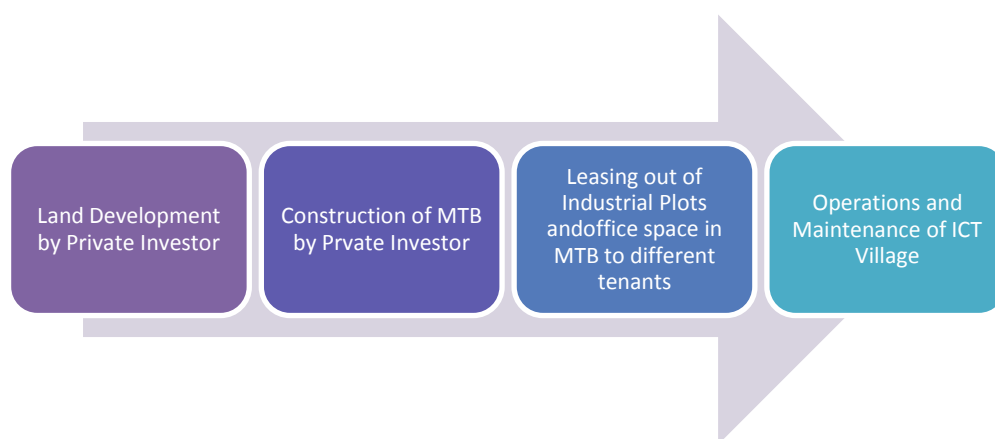 Land Development
by Private Investor
Construction of MTB
by Prvate Investor
Leasing out of
Industrial Plots
andoffice space in
MTB to different
tenants
Operations and
Maintenance of ICT
Village